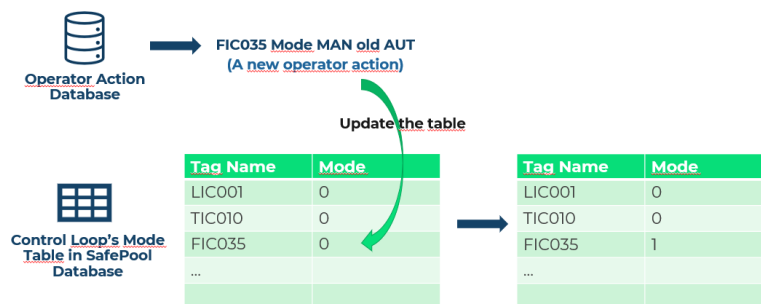 FIC035 Mode MAN old AUT
(A new operator action)
Operator Action
Database
Update the table
Tag Name Mode
LIC001 0
TIC010 0
FIC035 0
...
Control Loop's Mode
Table in SafePool
Database
Tag Name Mode
LIC001 0
TIC010 0
FIC035 1
...